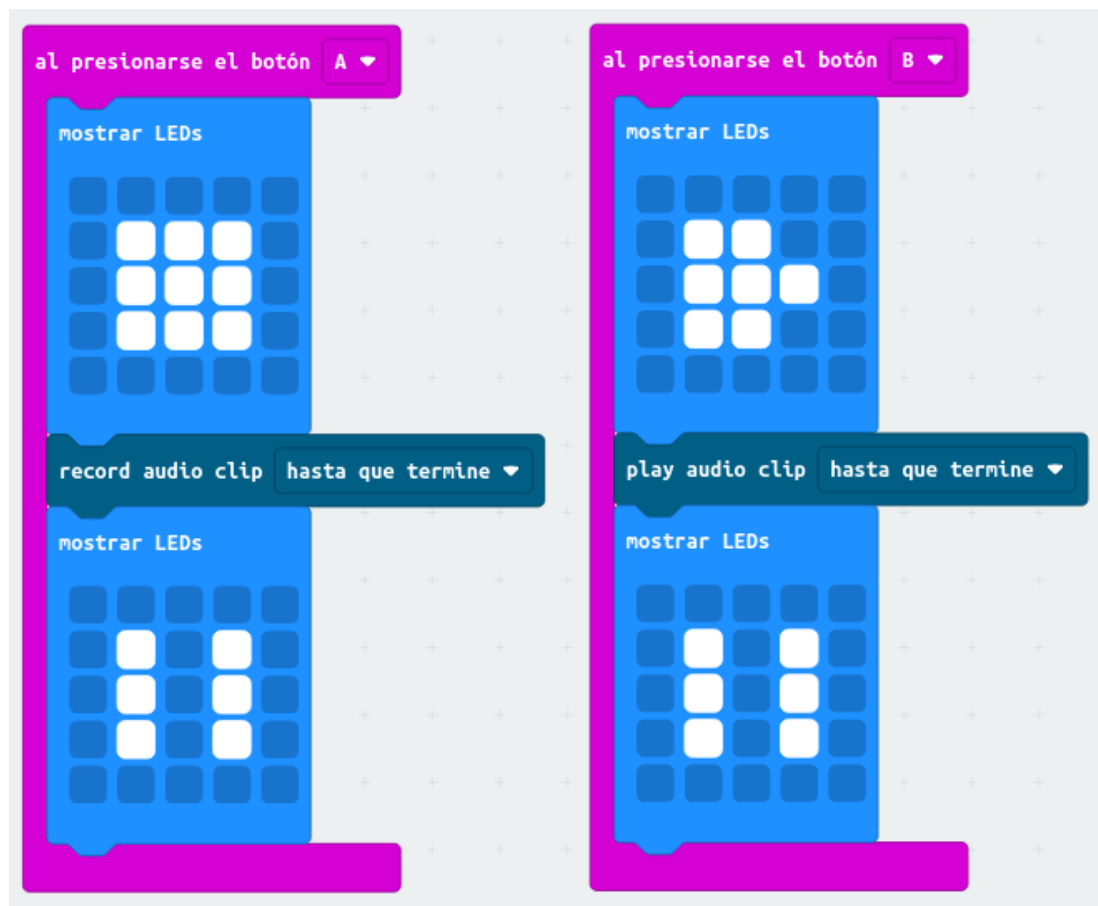 al presionarse el botón A
mostrar LEDs
record audio clip hasta que termine
mostrar LEDs
al presionarse el botón B
mostrar LEDs
play audio clip hasta que termine
mostrar LEDs